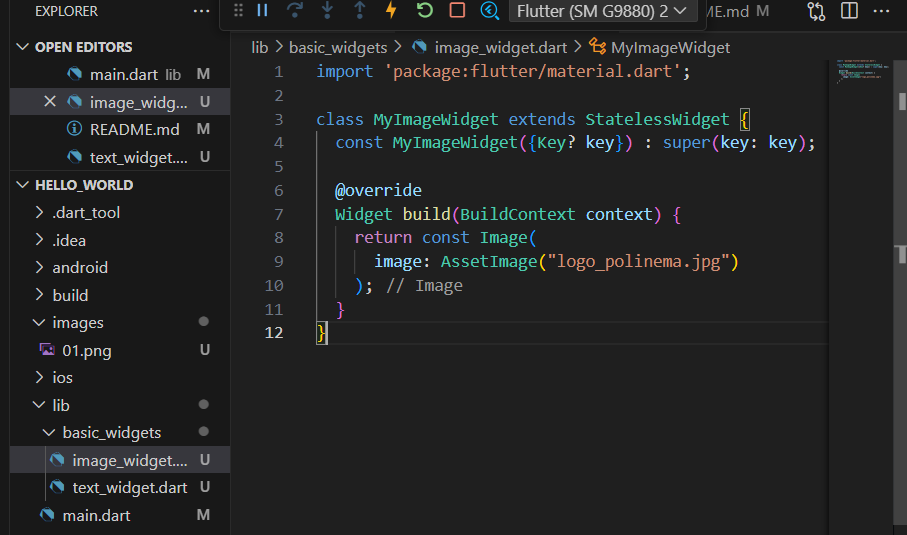 EXPLORER
Flutter (SM G9880) 2
ME.md M
OPEN EDITORS
main.dart lib M
image_widg... U
README.md M
text_widget.... U
HELLO_WORLD
.dart_tool
.idea
android
build
images
01.png U
ios
lib
basic_widgets
image_widget.... U
text_widget.dart U
main.dart M
lib > basic_widgets > image_widget.dart > MyImageWidget
1 import 'package:flutter/material.dart';
2
3 class MyImageWidget extends StatelessWidget {
4 const MyImageWidget({Key? key}) : super(key: key);
5
6 @override
7 Widget build(BuildContext context) {
8 return const Image(
9 image: AssetImage("logo_polinema.jpg")
10 ); // Image
11 }
12 }